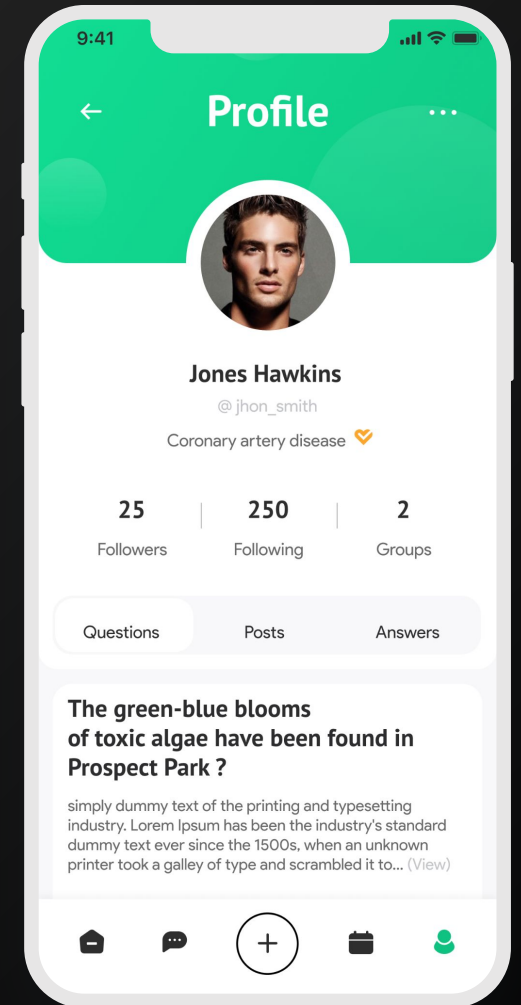 9:41
Profile
Jones Hawkins
@ jhon_smith
Coronary artery disease
25 250 2
Followers Following Groups
Questions Posts Answers
The green-blue blooms
of toxic algae have been found in
Prospect Park ?
simply dummy text of the printing and typesetting
industry. Lorem Ipsum has been the industry's standard
dummy text ever since the 1500s, when an unknown
printer took a galley of type and scrambled it to... (View)